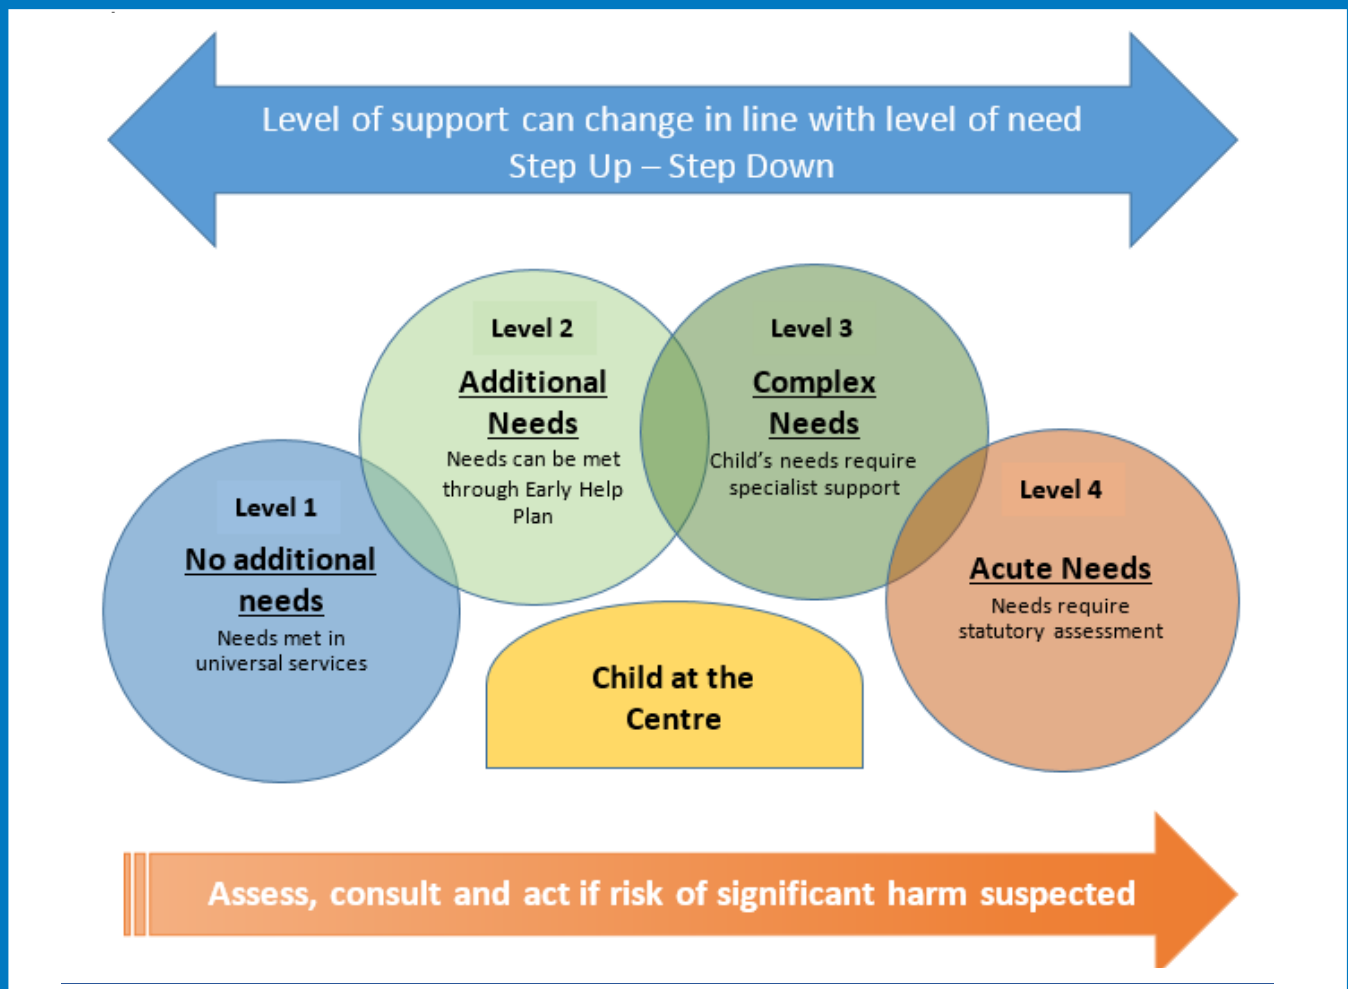 Level of support can change in line with level of need
Step Up – Step Down
Level 1
No additional
needs
Needs met in
universal services
Level 2
Additional
Needs
Needs can be met
through Early Help
Plan
Level 3
Complex
Needs
Child’s needs require
specialist support
Level 4
Acute Needs
Needs require
statutory assessment
Child at the
Centre
Assess, consult and act if risk of significant harm suspected